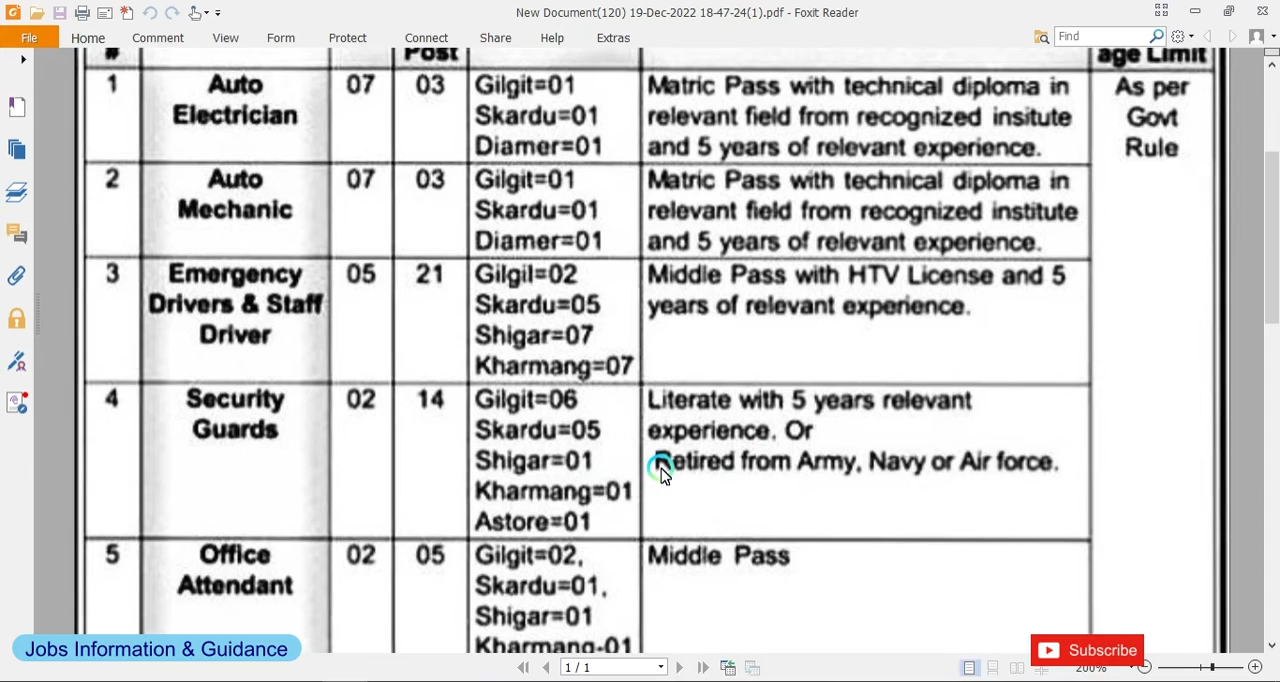 New Document(120) 19-Dec-2022 18-47-24(1).pdf - Foxit Reader
File Home Comment View Form Protect Connect Share Help Extras Find
# Post age Limit
1 Auto Electrician 07 03 Gilgit=01 Matric Pass with technical diploma in As per
Skardu=01 relevant field from recognized insitute Govt
Diamer=01 and 5 years of relevant experience. Rule
2 Auto Mechanic 07 03 Gilgit=01 Matric Pass with technical diploma in
Skardu=01 relevant field from recognized institute
Diamer=01 and 5 years of relevant experience.
3 Emergency 05 21 Gilgil=02 Middle Pass with HTV License and 5
Drivers & Staff Skardu=05 years of relevant experience.
Driver Shigar=07
Kharmang=07
4 Security 02 14 Gilgit=06 Literate with 5 years relevant
Guards Skardu=05 experience. Or
Shigar=01 Retired from Army, Navy or Air force.
Kharmang=01
Astore=01
5 Office 02 05 Gilgit=02, Middle Pass
Attendant Skardu=01,
Shigar=01
Kharmang-01
Jobs Information & Guidance
Subscribe
1 / 1
200%